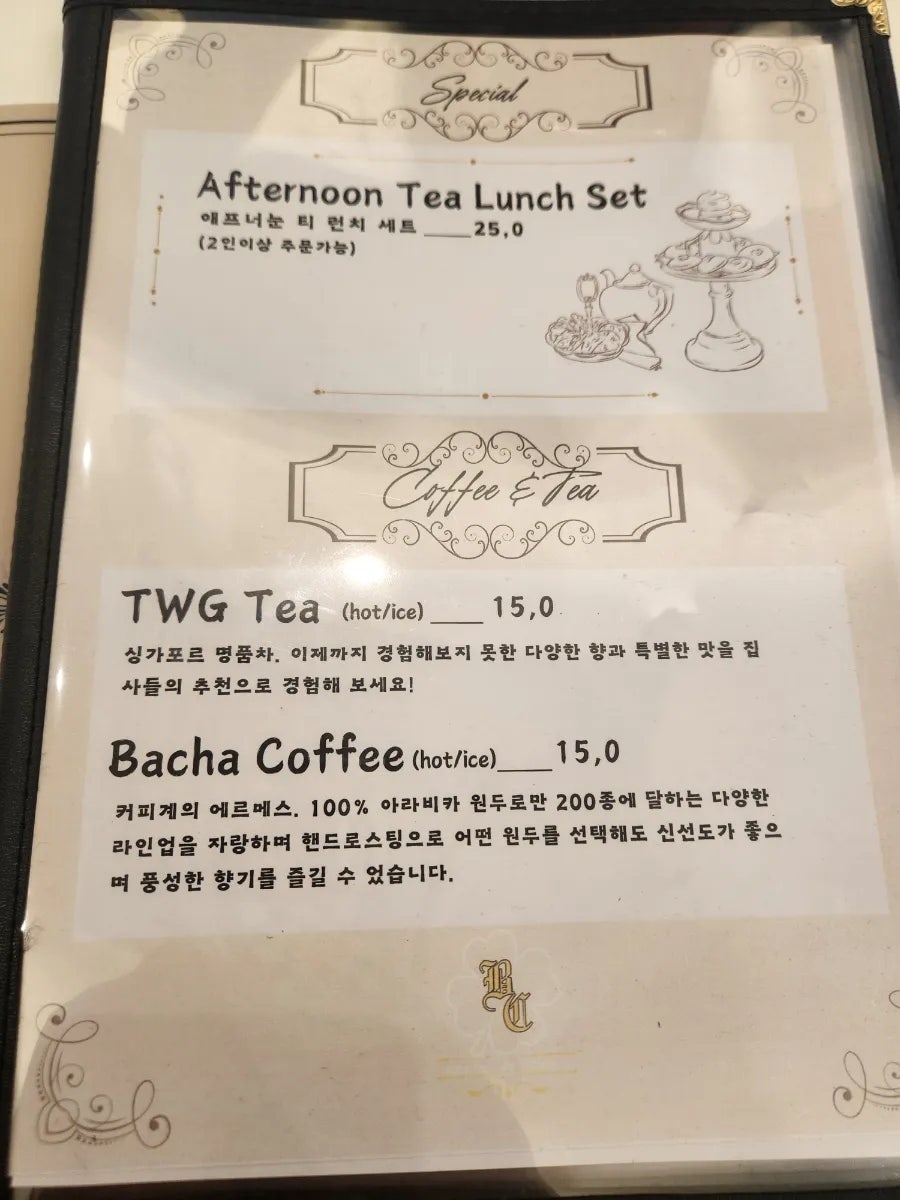 Special
Afternoon Tea Lunch Set
애프너눈 티 런치 세트 ____25,0
(2인이상 주문가능)
Coffee & Tea
TWG Tea (hot/ice) ____ 15,0
싱가포르 명품차. 이제까지 경험해보지 못한 다양한 향과 특별한 맛을 집
사들의 추천으로 경험해 보세요!
Bacha Coffee (hot/ice)____15,0
커피계의 에르메스. 100% 아라비카 원두로만 200종에 달하는 다양한
라인업을 자랑하며 핸드로스팅으로 어떤 원두를 선택해도 신선도가 좋으
며 풍성한 향기를 즐길 수 었습니다.
BC